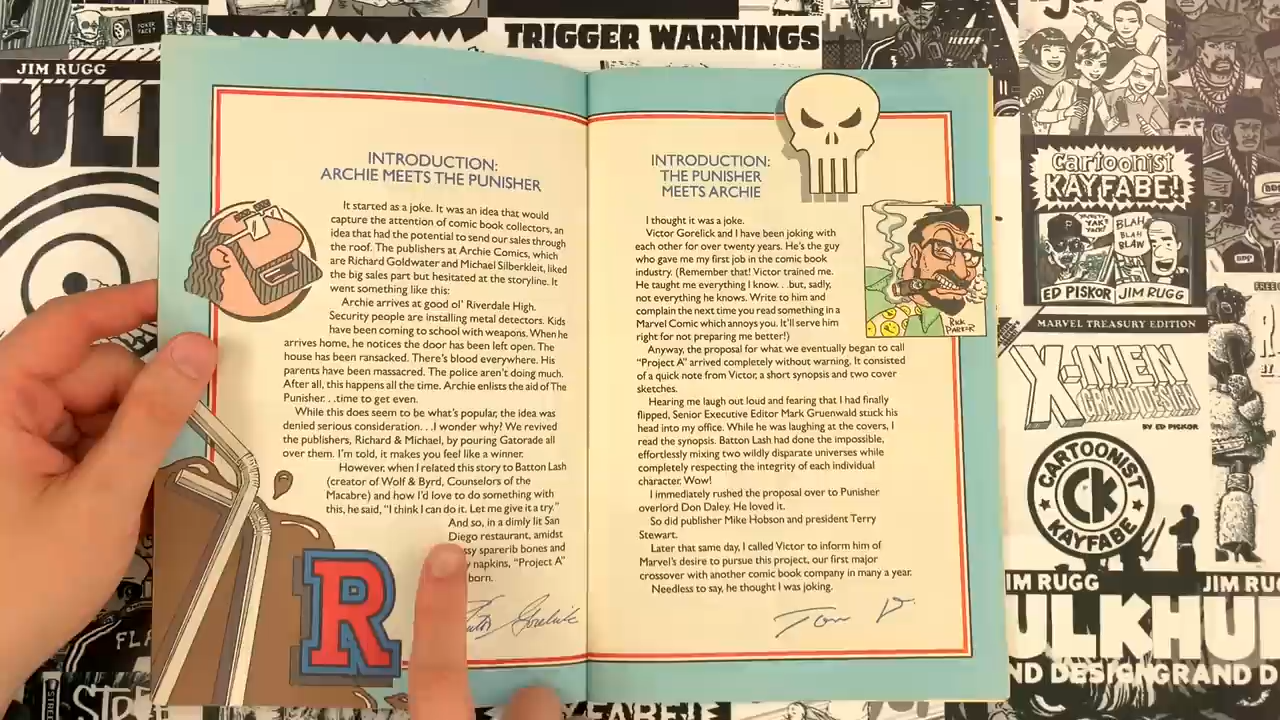 TRIGGER WARNINGS
JIM RUGG
INTRODUCTION:
ARCHIE MEETS THE PUNISHER
It started as a joke. It was an idea that would
capture the attention of comic book collectors, an
idea that had the potential to send our sales through
the roof. The publishers at Archie Comics, which
are Richard Goldwater and Michael Silberkleit, liked
the big sales part but hesitated at the storyline. It
went something like this:
Archie arrives at good ol' Riverdale High.
Security people are installing metal detectors. Kids
have been coming to school with weapons. When he
arrives home, he notices the door has been left open. The
house has been ransacked. There's blood everywhere. His
parents have been massacred. The police aren't doing much.
After all, this happens all the time. Archie enlists the aid of The
Punisher. . .time to get even.
While this does seem to be what's popular, the idea was
denied serious consideration. . .I wonder why? We revived
the publishers, Richard & Michael, by pouring Gatorade all
over them. I'm told, it makes you feel like a winner.
However, when I related this story to Batton Lash
(creator of Wolf & Byrd, Counselors of the
Macabre) and how I'd love to do something with
this, he said, "I think I can do it. Let me give it a try."
And so, in a dimly lit San
Diego restaurant, amidst
sparerib bones and
napkins, "Project A"
born.
R
INTRODUCTION:
THE PUNISHER
MEETS ARCHIE
I thought it was a joke.
Victor Gorelick and I have been joking with
each other for over twenty years. He's the guy
who gave me my first job in the comic book
industry. (Remember that! Victor trained me.
He taught me everything I know. . .but, sadly,
not everything he knows. Write to him and
complain the next time you read something in a
Marvel Comic which annoys you. It'll serve him
right for not preparing me better!)
Anyway, the proposal for what we eventually began to call
"Project A" arrived completely without warning. It consisted
of a quick note from Victor, a short synopsis and two cover
sketches.
Hearing me laugh out loud and fearing that I had finally
flipped, Senior Executive Editor Mark Gruenwald stuck his
head into my office. While he was laughing at the covers, I
read the synopsis. Batton Lash had done the impossible,
effortlessly mixing two wildly disparate universes while
completely respecting the integrity of each individual
character. Wow!
I immediately rushed the proposal over to Punisher
overlord Don Daley. He loved it.
So did publisher Mike Hobson and president Terry
Stewart.
Later that same day, I called Victor to inform him of
Marvel's desire to pursue this project, our first major
crossover with another comic book company in many a year.
Needless to say, he thought I was joking.
RICK
PARKER
Cartoonist
KAYFABE!
YAK!
BLAH
BLAH
BLAW
ED PISKOR
JIM RUGG
MARVEL TREASURY EDITION
X-MEN
GRAND DESIGN
BY ED PISKOR
CARTOONIST
CK
KAYFABE
IM RUGG
JIM RU
ULKHU
ND DESIGNGRAND D